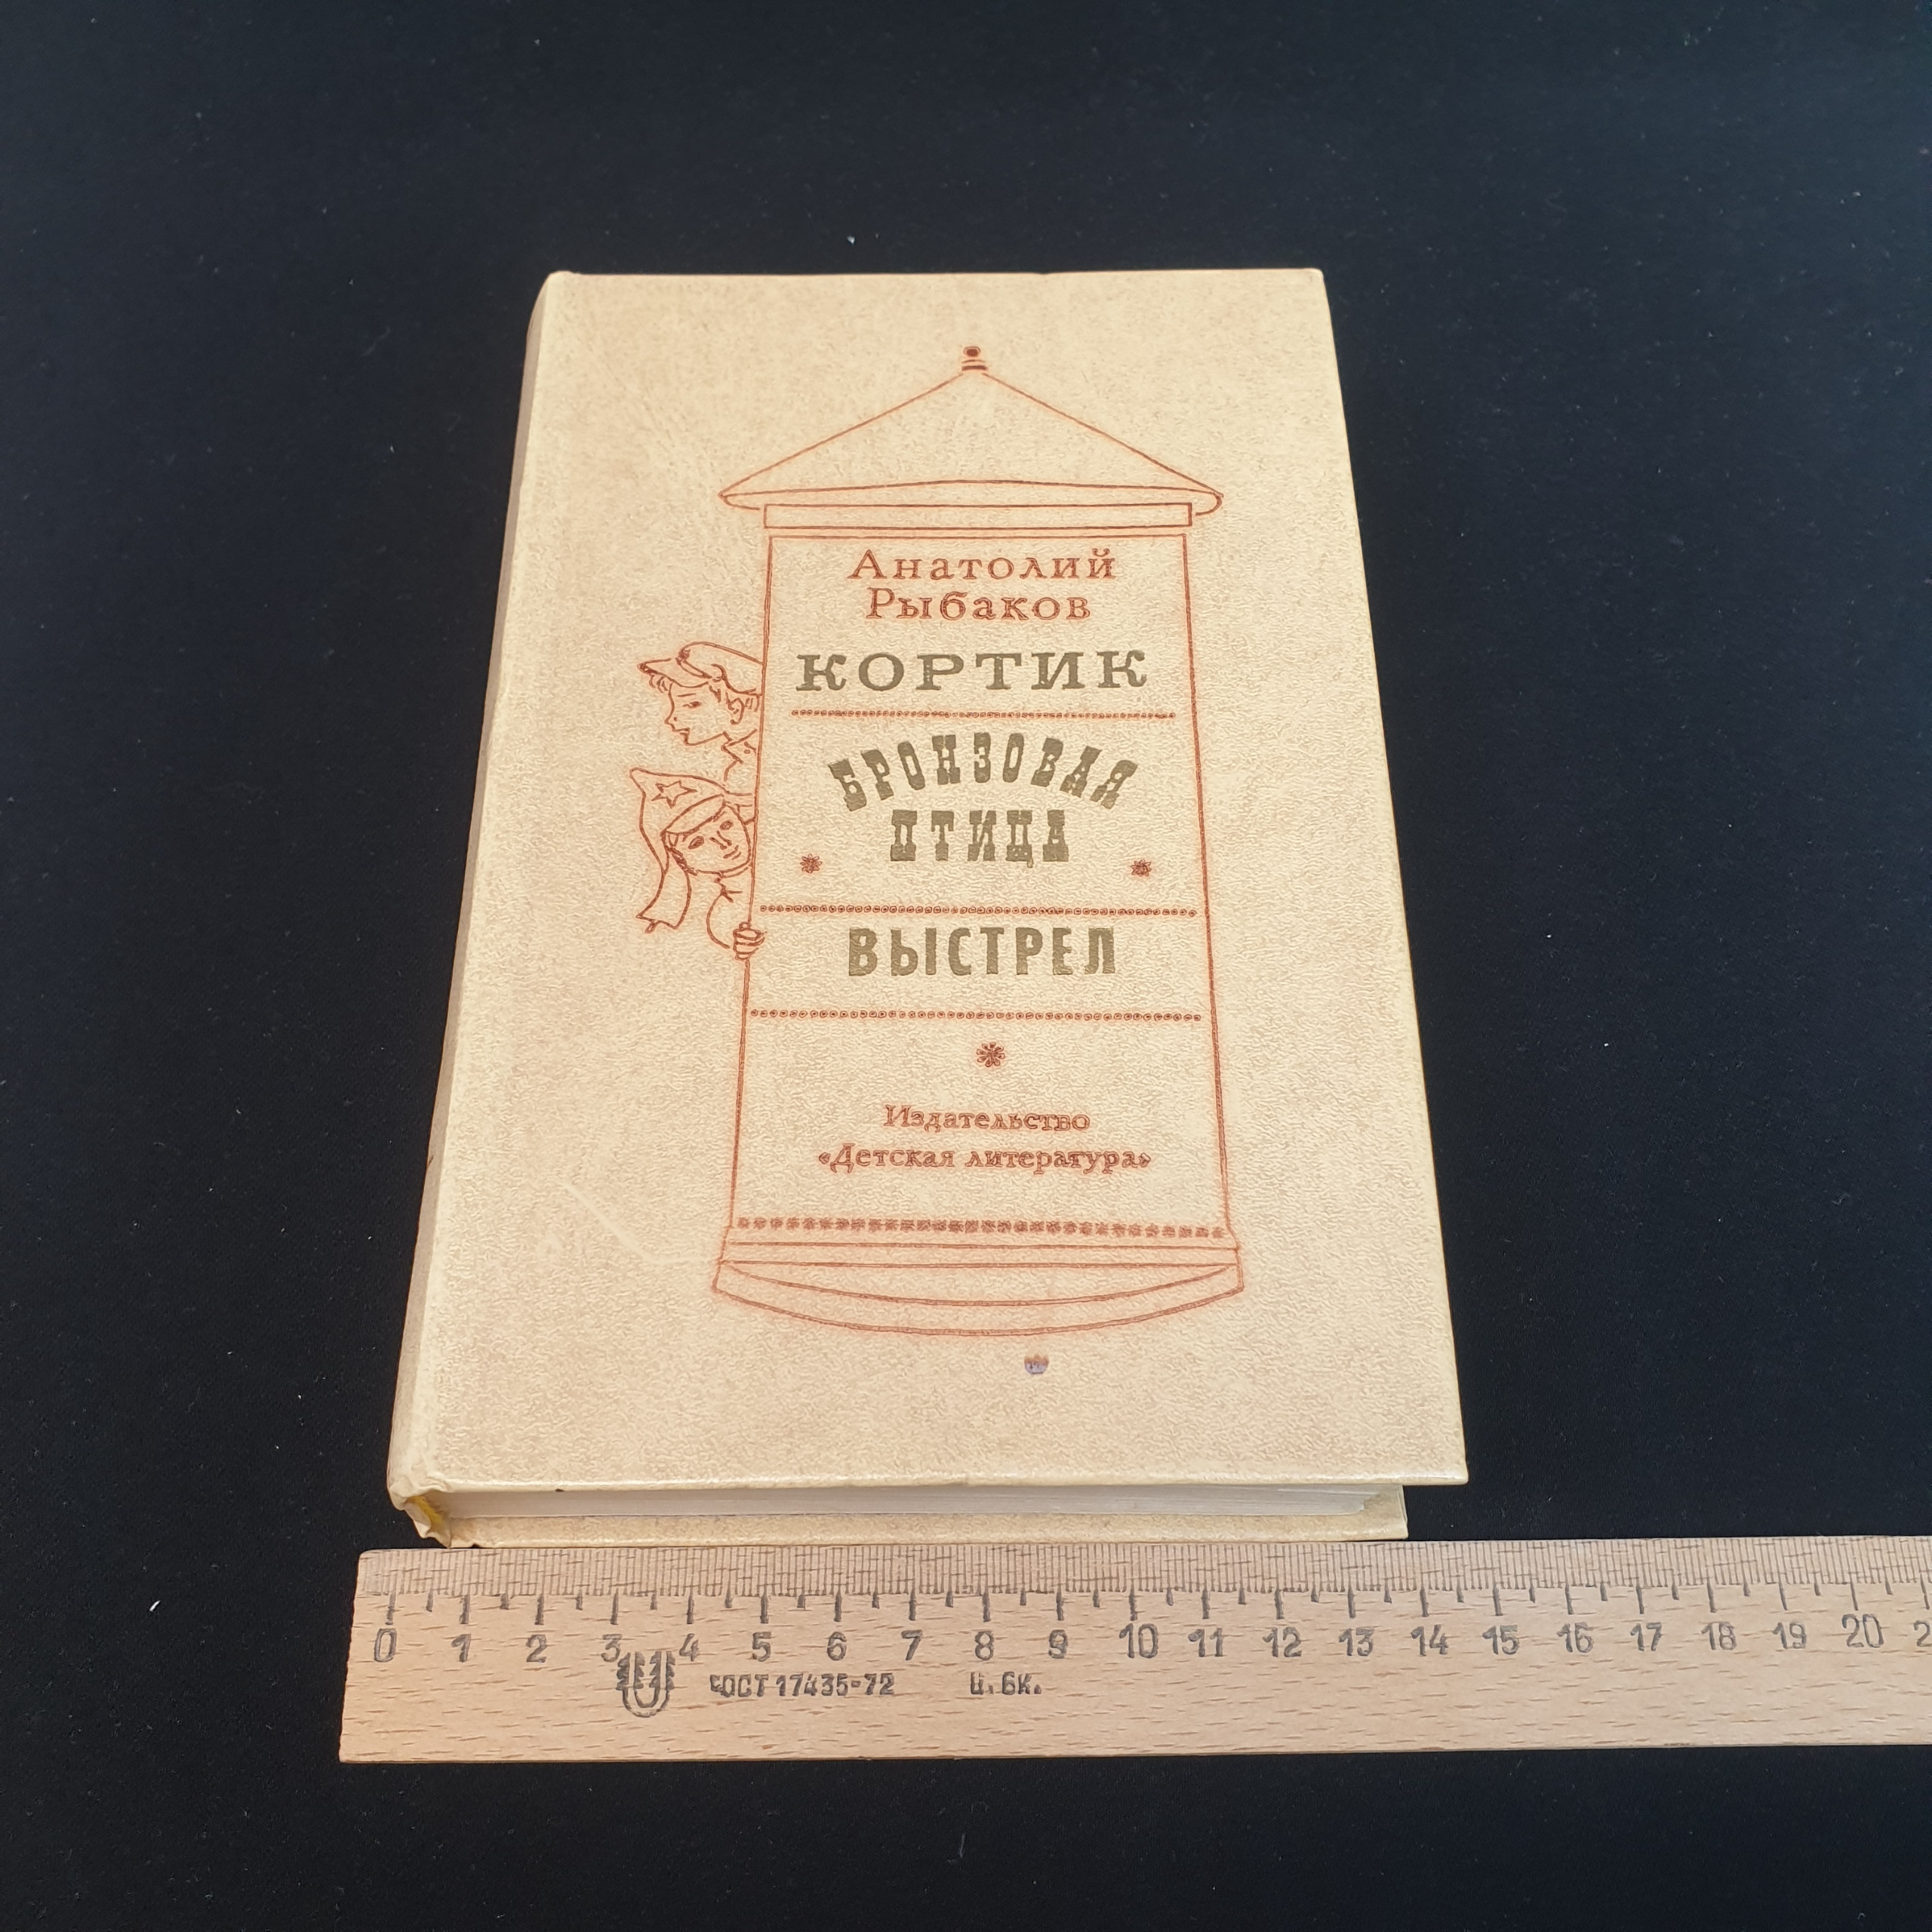 Анатолий
Рыбаков
КОРТИК
БРОНЗОВАЯ
ПТИЦА
ВЫСТРЕЛ
Издательство
«Детская литература»
0 1 2 3 4 5 6 7 8 9 10 11 12 13 14 15 16 17 18 19 20
ГОСТ 17435-72 Ц. 6к.